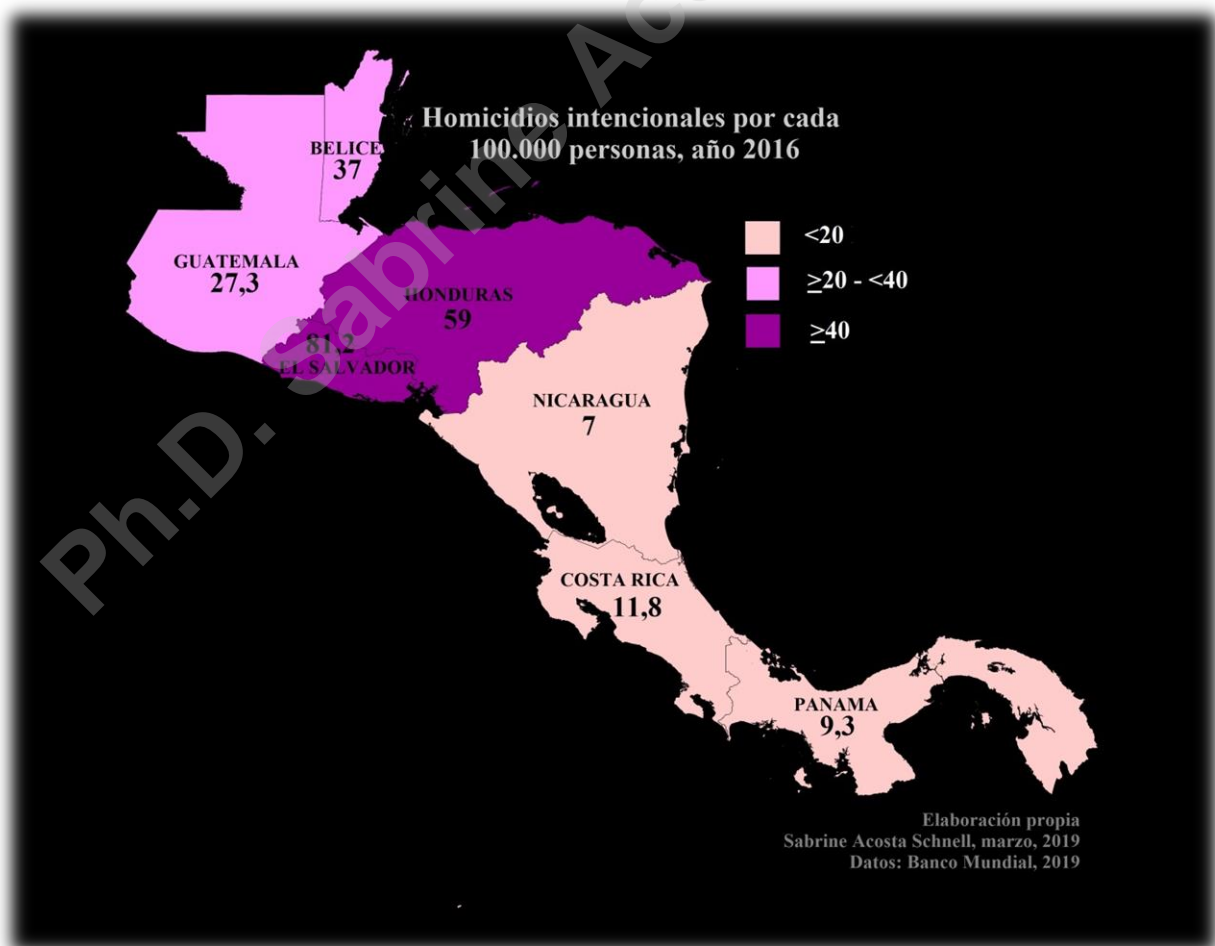 Ph.D. Sabrine Ac
Homicidios intencionales por cada
100.000 personas, año 2016
BELICE
37
<20
≥20 - <40
≥40
GUATEMALA
27,3
HONDURAS
59
81,2
EL SALVADOR
NICARAGUA
7
COSTA RICA
11,8
PANAMA
9,3
Elaboración propia
Sabrine Acosta Schnell, marzo, 2019
Datos: Banco Mundial, 2019